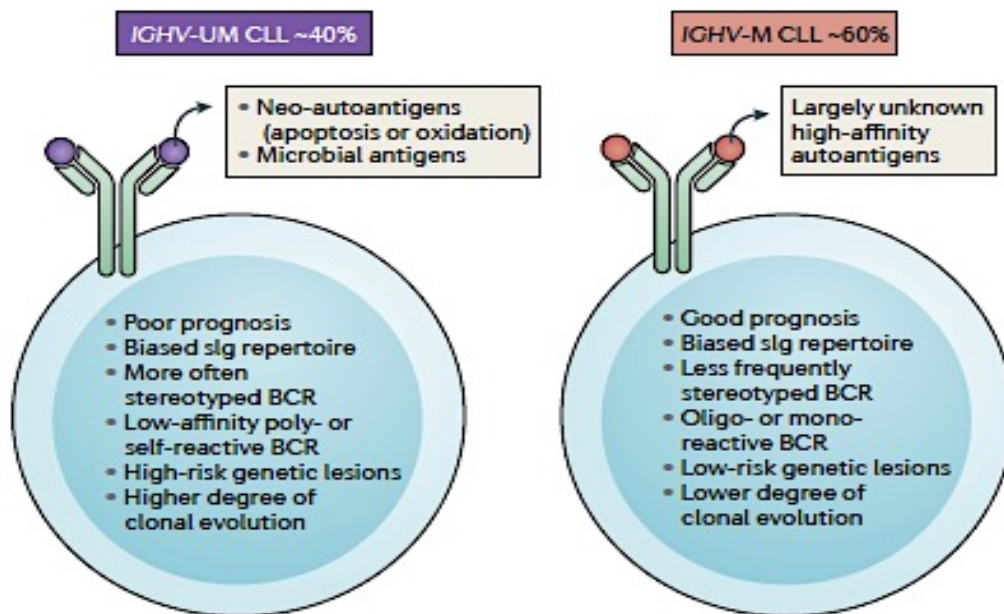 IGHV-UM CLL ~40%
• Neo-autoantigens
(apoptosis or oxidation)
• Microbial antigens
• Poor prognosis
• Biased sIg repertoire
• More often
stereotyped BCR
• Low-affinity poly- or
self-reactive BCR
• High-risk genetic lesions
• Higher degree of
clonal evolution
IGHV-M CLL ~60%
Largely unknown
high-affinity
autoantigens
• Good prognosis
• Biased sIg repertoire
• Less frequently
stereotyped BCR
• Oligo- or mono-
reactive BCR
• Low-risk genetic lesions
• Lower degree of
clonal evolution